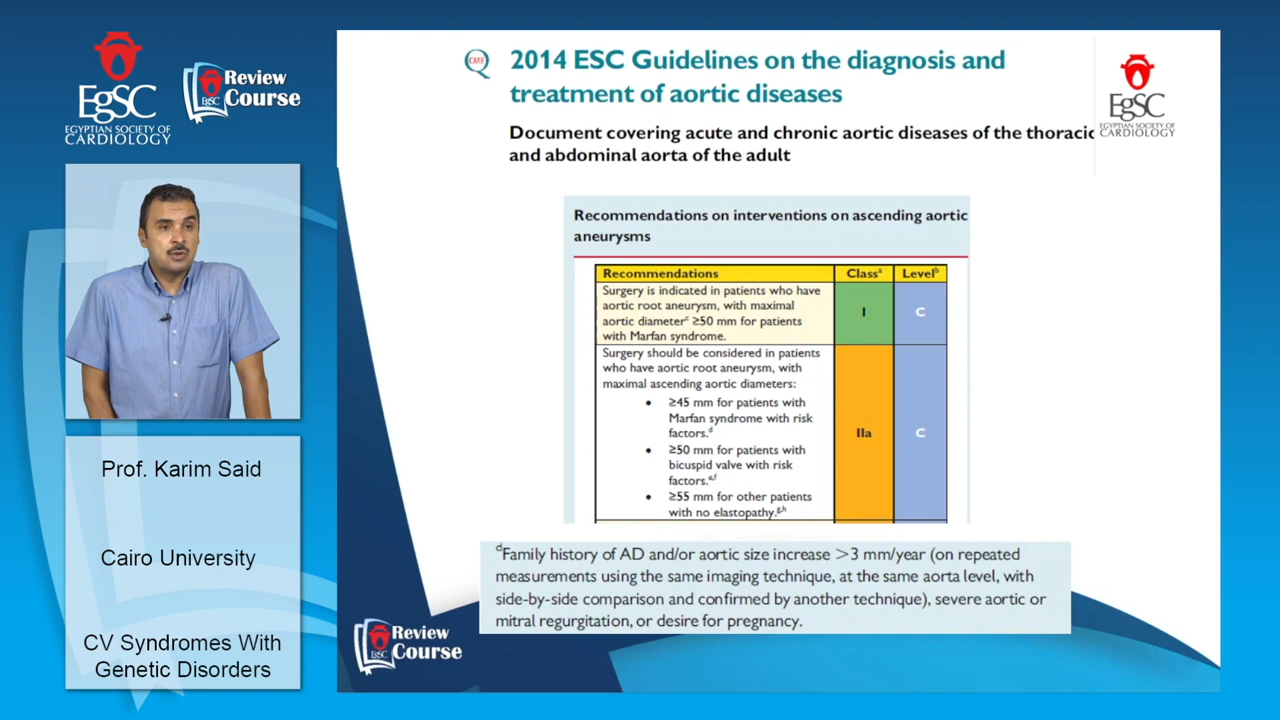 EgSC
EGYPTIAN SOCIETY OF
CARDIOLOGY
EgSC
Review
Course
Prof. Karim Said
Cairo University
CV Syndromes With
Genetic Disorders
CME
2014 ESC Guidelines on the diagnosis and
treatment of aortic diseases
Document covering acute and chronic aortic diseases of the thoracic
and abdominal aorta of the adult
EgSC
EGYPTIAN SOCIETY OF
CARDIOLOGY
Recommendations on interventions on ascending aortic
aneurysms
Recommendations Classᵃ Levelᵇ
Surgery is indicated in patients who have
aortic root aneurysm, with maximal
aortic diameterᶜ ≥50 mm for patients
with Marfan syndrome.
I C
Surgery should be considered in patients
who have aortic root aneurysm, with
maximal ascending aortic diameters:
• ≥45 mm for patients with
Marfan syndrome with risk
factors.ᵈ
• ≥50 mm for patients with
bicuspid valve with risk
factors.ᵉ,ᶠ
• ≥55 mm for other patients
with no elastopathy.ᵍ,ʰ
IIa C
ᵈFamily history of AD and/or aortic size increase >3 mm/year (on repeated
measurements using the same imaging technique, at the same aorta level, with
side-by-side comparison and confirmed by another technique), severe aortic or
mitral regurgitation, or desire for pregnancy.
EgSC
Review
Course